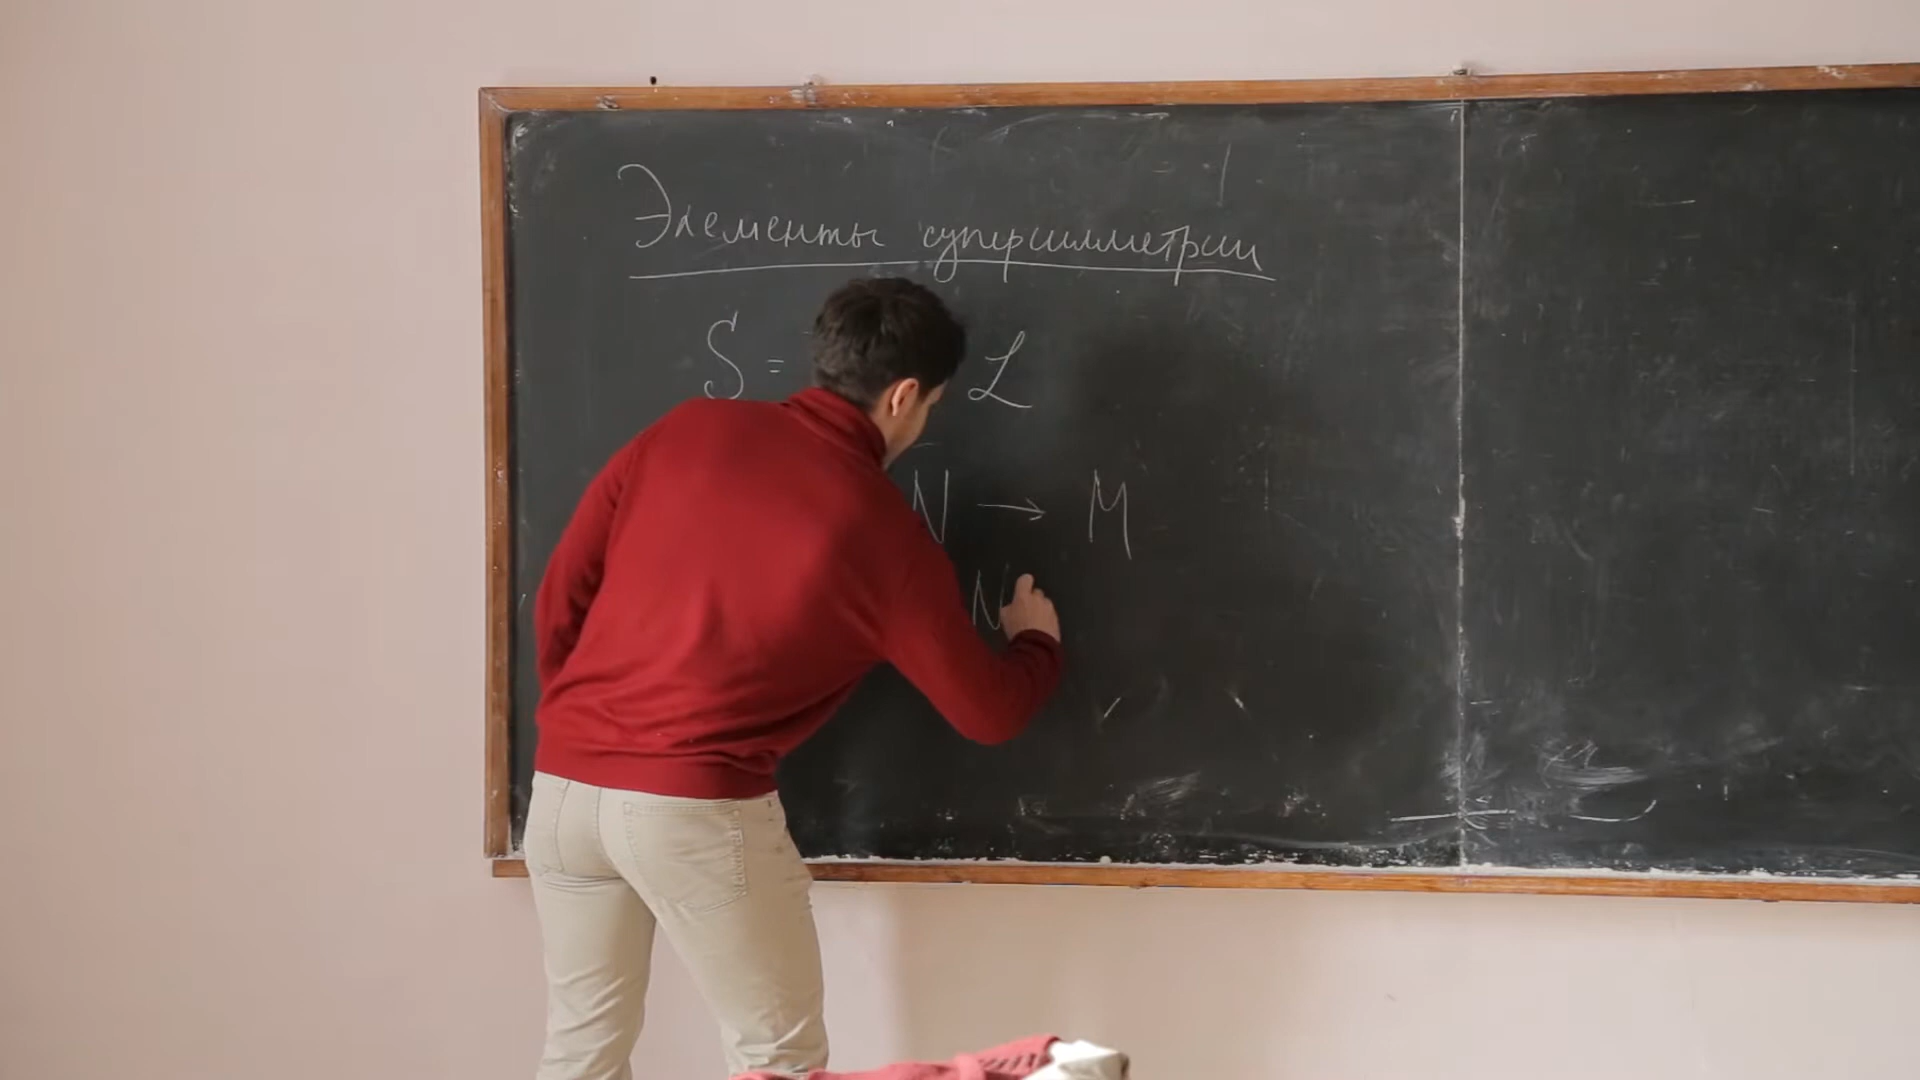 Элементы суперсимметрии
S = L
N → M
N